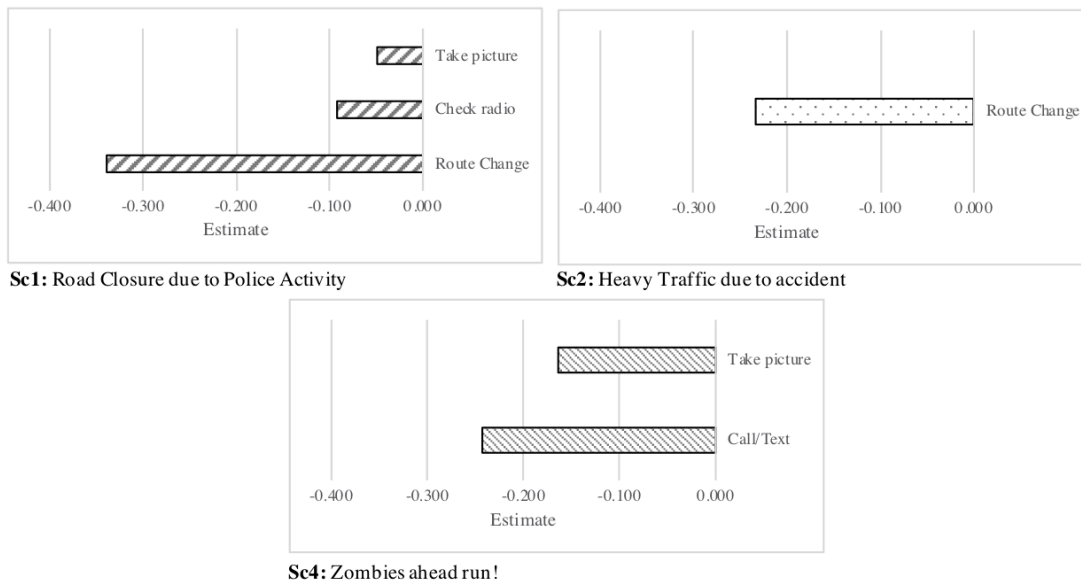 Take picture
Check radio
Route Change
-0.400 -0.300 -0.200 -0.100 0.000
Estimate
Sc1: Road Closure due to Police Activity
Route Change
-0.400 -0.300 -0.200 -0.100 0.000
Estimate
Sc2: Heavy Traffic due to accident
Take picture
Call/Text
-0.400 -0.300 -0.200 -0.100 0.000
Estimate
Sc4: Zombies ahead run!